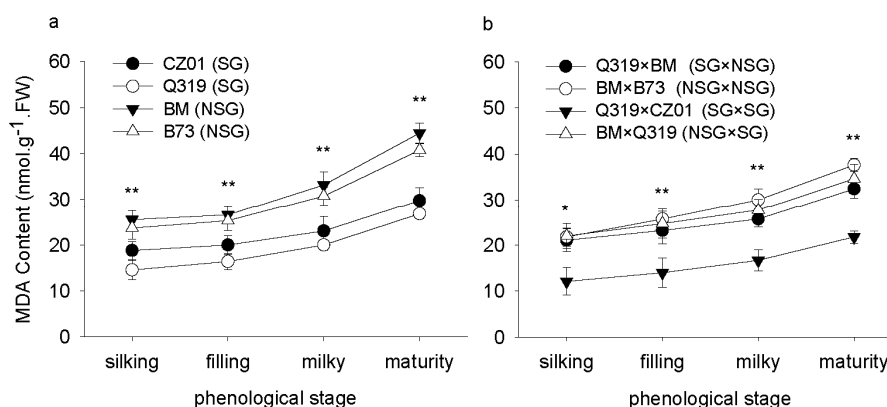 a
60
50
40
30
20
10
0
MDA Content (nmol.g⁻¹.FW)
CZ01 (SG)
Q319 (SG)
BM (NSG)
B73 (NSG)
**
**
**
**
silking filling milky maturity
phenological stage
b
60
50
40
30
20
10
0
Q319×BM (SG×NSG)
BM×B73 (NSG×NSG)
Q319×CZ01 (SG×SG)
BM×Q319 (NSG×SG)
*
**
**
**
silking filling milky maturity
phenological stage